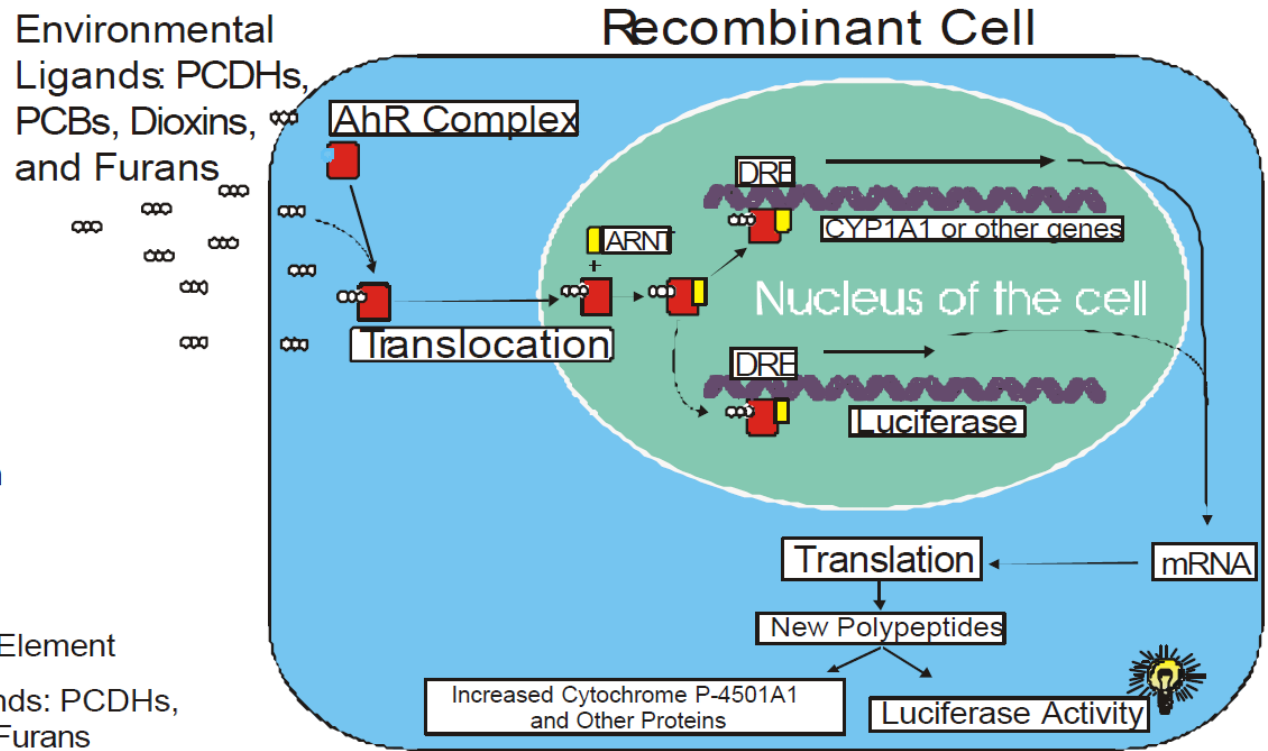 Environmental
Ligands: PCDHs,
PCBs, Dioxins,
and Furans
Recombinant Cell
AhR Complex
DRE
CYP1A1 or other genes
ARNT
+
Nucleus of the cell
Translocation
DRE
Luciferase
Translation
mRNA
New Polypeptides
Increased Cytochrome P-4501A1
and Other Proteins
Luciferase Activity
Element
nds: PCDHs,
Furans